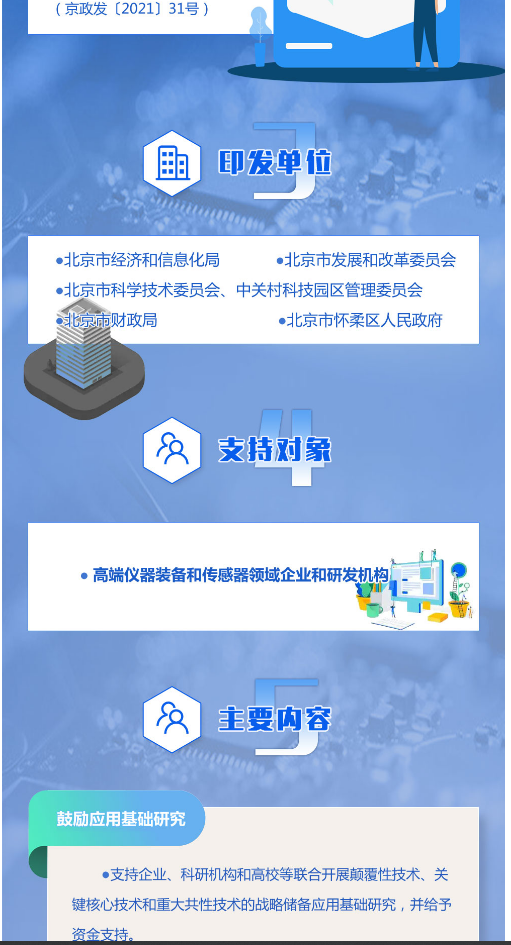 （京政发〔2021〕31号）
3
印发单位
●北京市经济和信息化局 ●北京市发展和改革委员会
●北京市科学技术委员会、中关村科技园区管理委员会
●北京市财政局 ●北京市怀柔区人民政府
4
支持对象
● 高端仪器装备和传感器领域企业和研发机构
5
主要内容
鼓励应用基础研究
●支持企业、科研机构和高校等联合开展颠覆性技术、关
键核心技术和重大共性技术的战略储备应用基础研究，并给予
资金支持。